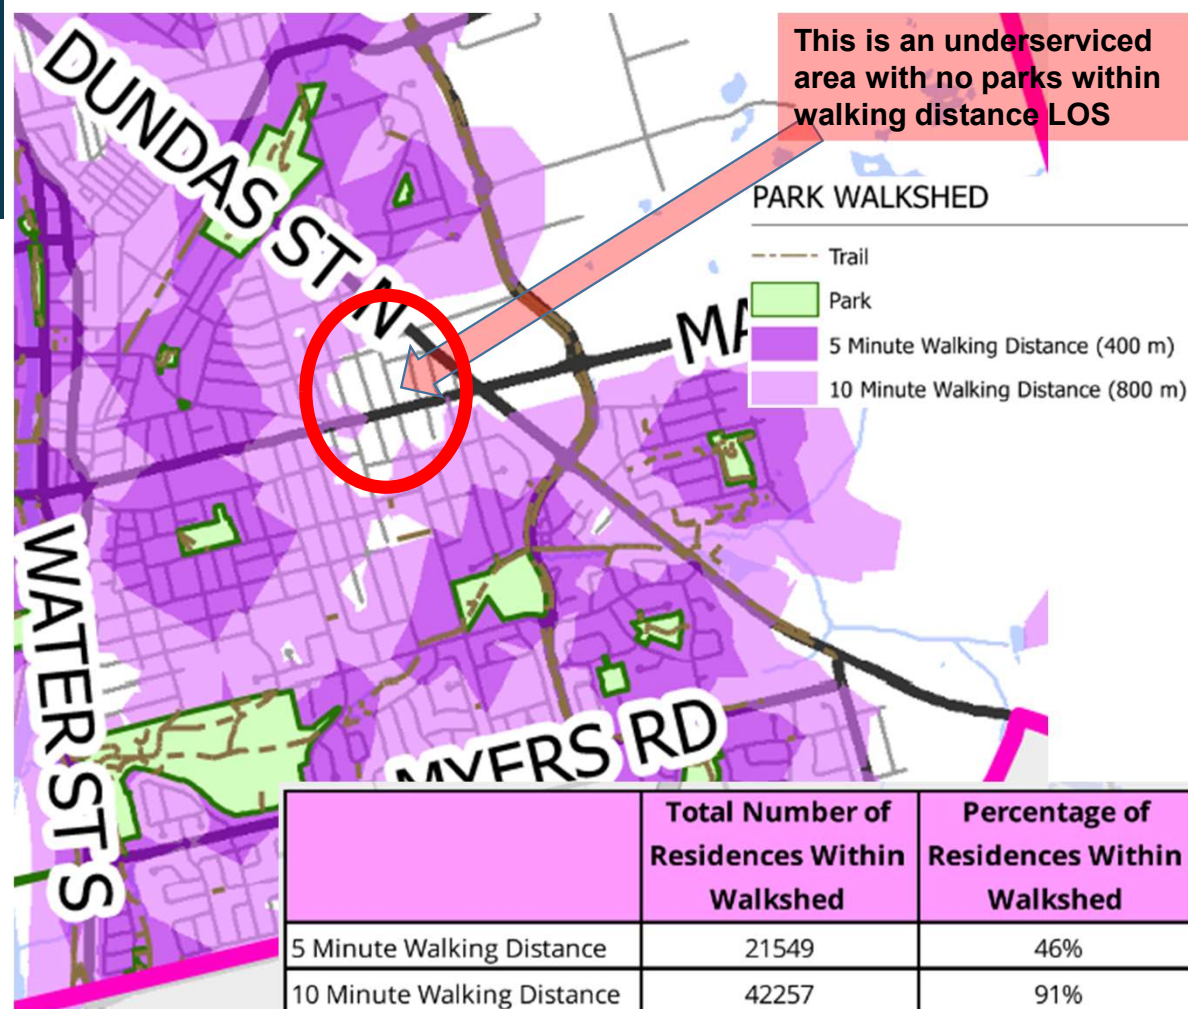 This is an underserviced
area with no parks within
walking distance LOS
DUNDAS ST N
PARK WALKSHED
Trail
Park
5 Minute Walking Distance (400 m)
10 Minute Walking Distance (800 m)
MA
WATER ST S
MYERS RD
Total Number of
Residences Within
Walkshed
Percentage of
Residences Within
Walkshed
5 Minute Walking Distance 21549 46%
10 Minute Walking Distance 42257 91%